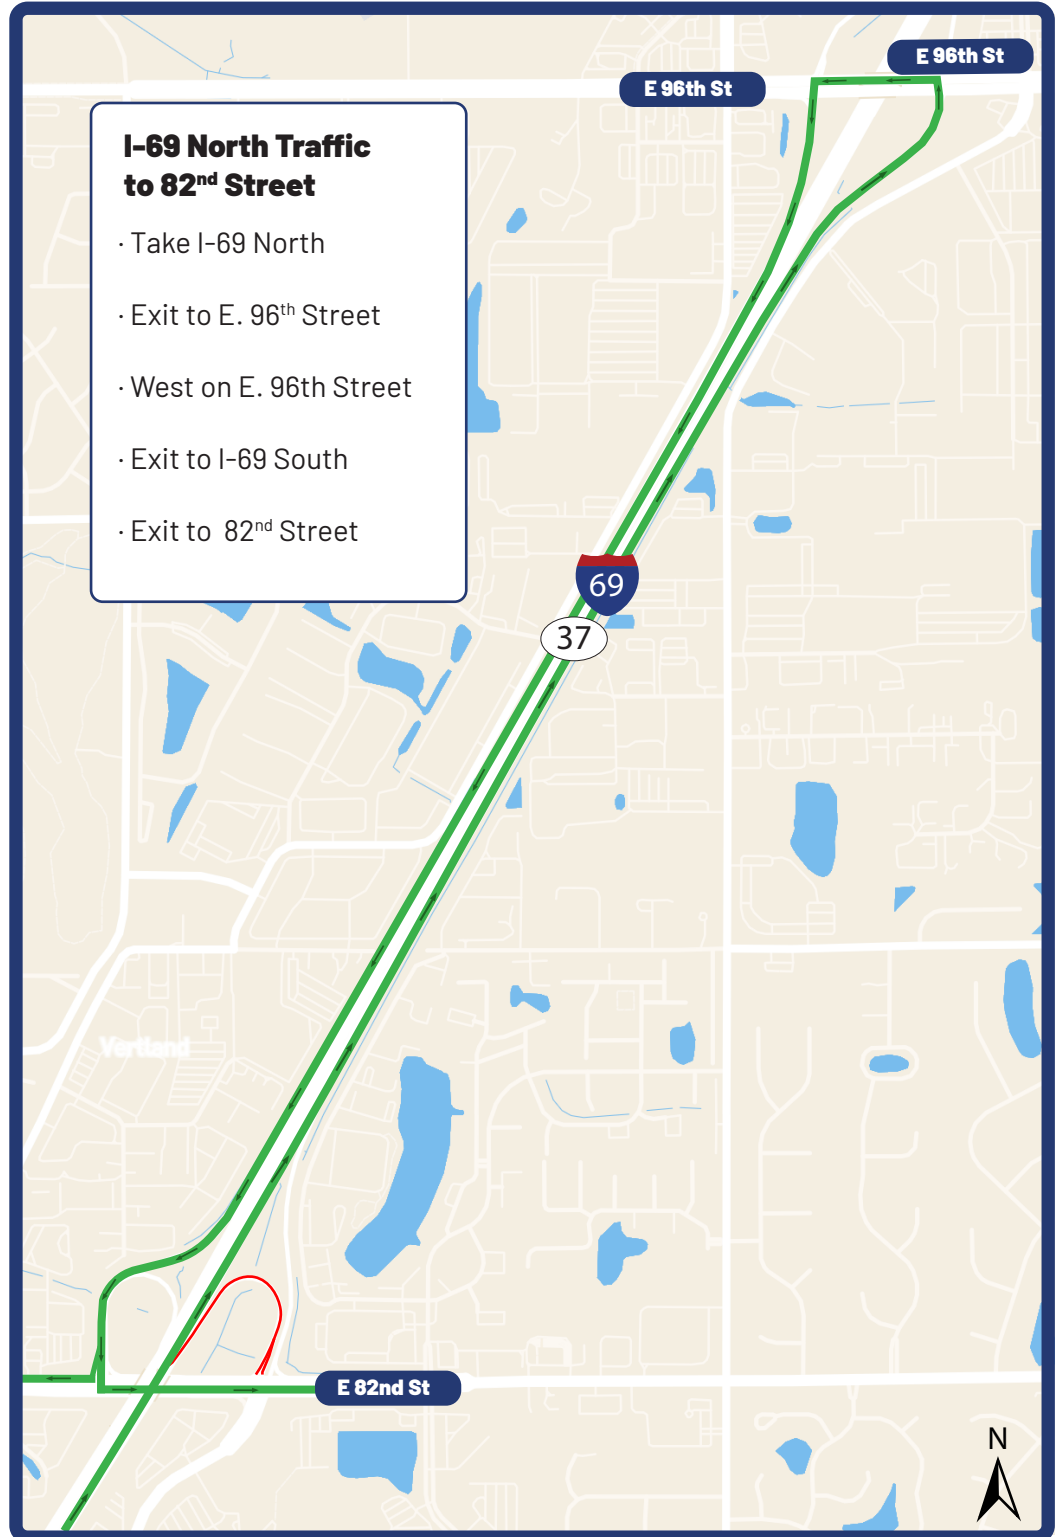 E 96th St
E 96th St
I-69 North Traffic
to 82nd Street
· Take I-69 North
· Exit to E. 96th Street
· West on E. 96th Street
· Exit to I-69 South
· Exit to 82nd Street
69
37
Vertland
E 82nd St
N